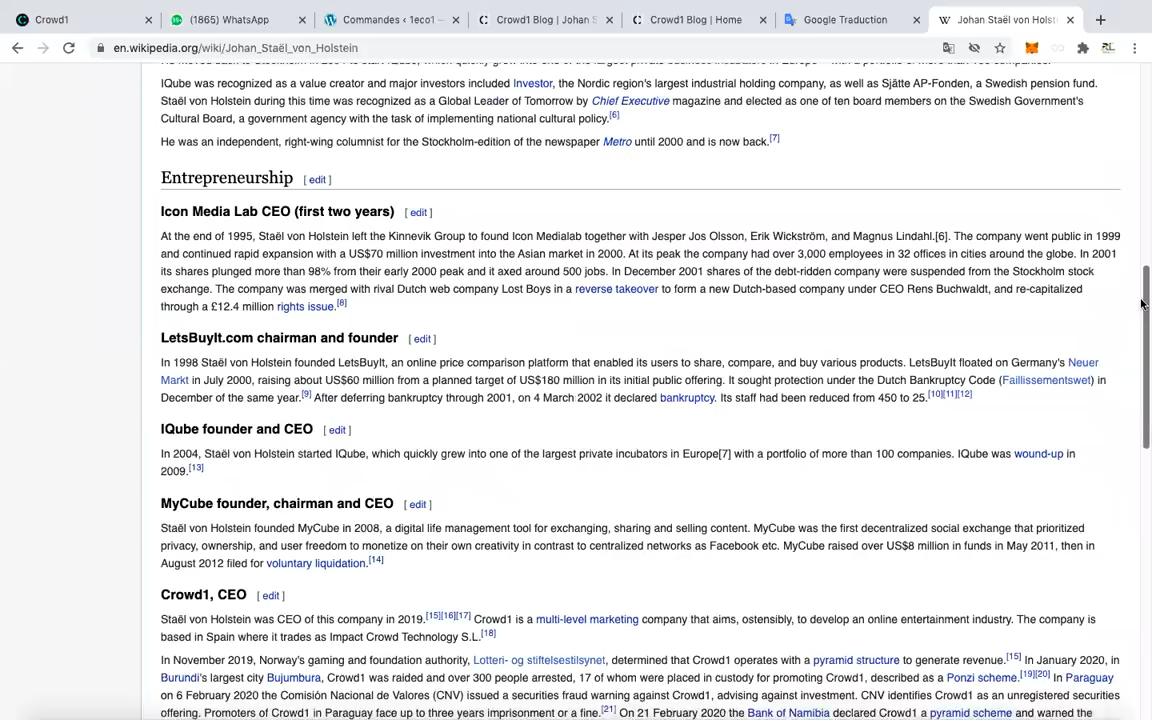 Crowd1
(1865) WhatsApp
Commandes ‹ 1eco1 –
Crowd1 Blog | Johan S
Crowd1 Blog | Home
Google Traduction
Johan Staël von Holst
en.wikipedia.org/wiki/Johan_Staël_von_Holstein
IQube was recognized as a value creator and major investors included Investor, the Nordic region's largest industrial holding company, as well as Sjätte AP-Fonden, a Swedish pension fund.
Staël von Holstein during this time was recognized as a Global Leader of Tomorrow by Chief Executive magazine and elected as one of ten board members on the Swedish Government's
Cultural Board, a government agency with the task of implementing national cultural policy.[6]
He was an independent, right-wing columnist for the Stockholm-edition of the newspaper Metro until 2000 and is now back.[7]
Entrepreneurship [ edit ]
Icon Media Lab CEO (first two years) [ edit ]
At the end of 1995, Staël von Holstein left the Kinnevik Group to found Icon Medialab together with Jesper Jos Olsson, Erik Wickström, and Magnus Lindahl.[6]. The company went public in 1999
and continued rapid expansion with a US$70 million investment into the Asian market in 2000. At its peak the company had over 3,000 employees in 32 offices in cities around the globe. In 2001
its shares plunged more than 98% from their early 2000 peak and it axed around 500 jobs. In December 2001 shares of the debt-ridden company were suspended from the Stockholm stock
exchange. The company was merged with rival Dutch web company Lost Boys in a reverse takeover to form a new Dutch-based company under CEO Rens Buchwaldt, and re-capitalized
through a £12.4 million rights issue.[8]
LetsBuyIt.com chairman and founder [ edit ]
In 1998 Staël von Holstein founded LetsBuyIt, an online price comparison platform that enabled its users to share, compare, and buy various products. LetsBuyIt floated on Germany's Neuer
Markt in July 2000, raising about US$60 million from a planned target of US$180 million in its initial public offering. It sought protection under the Dutch Bankruptcy Code (Faillissementswet) in
December of the same year.[9] After deferring bankruptcy through 2001, on 4 March 2002 it declared bankruptcy. Its staff had been reduced from 450 to 25.[10][11][12]
IQube founder and CEO [ edit ]
In 2004, Staël von Holstein started IQube, which quickly grew into one of the largest private incubators in Europe[7] with a portfolio of more than 100 companies. IQube was wound-up in
2009.[13]
MyCube founder, chairman and CEO [ edit ]
Staël von Holstein founded MyCube in 2008, a digital life management tool for exchanging, sharing and selling content. MyCube was the first decentralized social exchange that prioritized
privacy, ownership, and user freedom to monetize on their own creativity in contrast to centralized networks as Facebook etc. MyCube raised over US$8 million in funds in May 2011, then in
August 2012 filed for voluntary liquidation.[14]
Crowd1, CEO [ edit ]
Staël von Holstein was CEO of this company in 2019.[15][16][17] Crowd1 is a multi-level marketing company that aims, ostensibly, to develop an online entertainment industry. The company is
based in Spain where it trades as Impact Crowd Technology S.L.[18]
In November 2019, Norway's gaming and foundation authority, Lotteri- og stiftelsestilsynet, determined that Crowd1 operates with a pyramid structure to generate revenue.[15] In January 2020, in
Burundi's largest city Bujumbura, Crowd1 was raided and over 300 people arrested, 17 of whom were placed in custody for promoting Crowd1, described as a Ponzi scheme.[19][20] In Paraguay
on 6 February 2020 the Comisión Nacional de Valores (CNV) issued a securities fraud warning against Crowd1, advising against investment. CNV identifies Crowd1 as an unregistered securities
offering. Promoters of Crowd1 in Paraguay face up to three years imprisonment or a fine.[21] On 21 February 2020 the Bank of Namibia declared Crowd1 a pyramid scheme and warned the